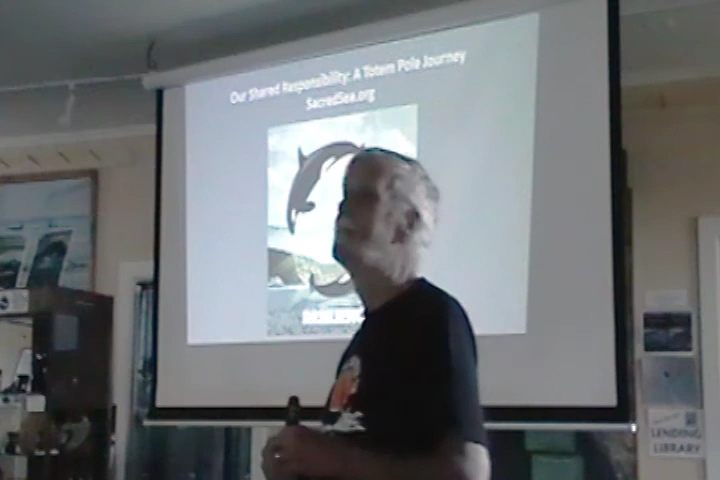 Our Shared Responsibility: A Totem Pole Journey
SacredSea.org
LENDING
LIBRARY